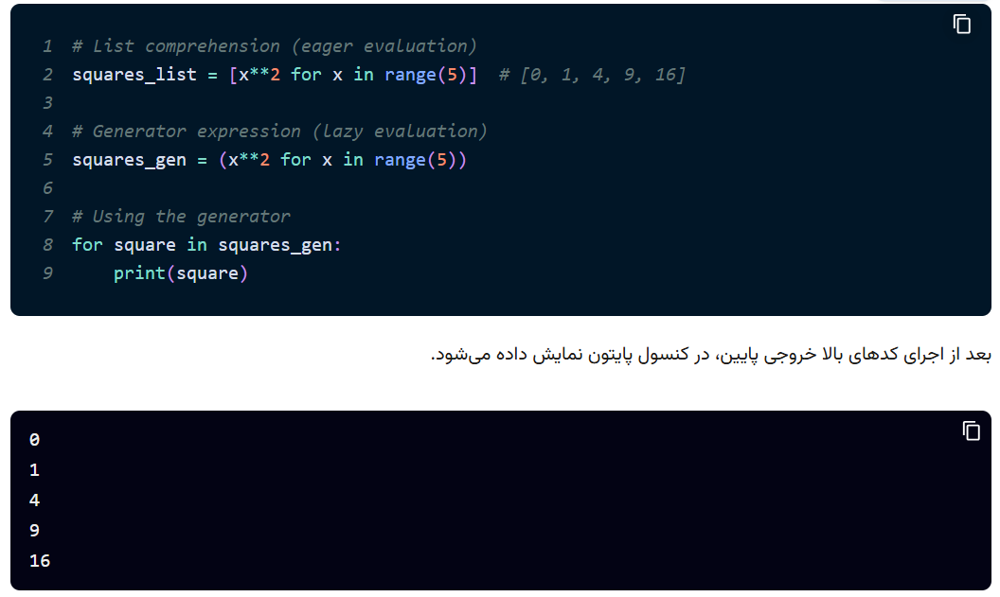 1 # List comprehension (eager evaluation)
2 squares_list = [x**2 for x in range(5)]  # [0, 1, 4, 9, 16]
3
4 # Generator expression (lazy evaluation)
5 squares_gen = (x**2 for x in range(5))
6
7 # Using the generator
8 for square in squares_gen:
9     print(square)
بعد از اجرای کدهای بالا خروجی پایین، در کنسول پایتون نمایش داده می‌شود.
0
1
4
9
16